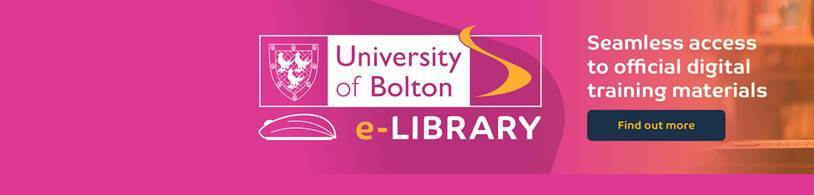 University
of Bolton
e-LIBRARY
Seamless access
to official digital
training materials
Find out more